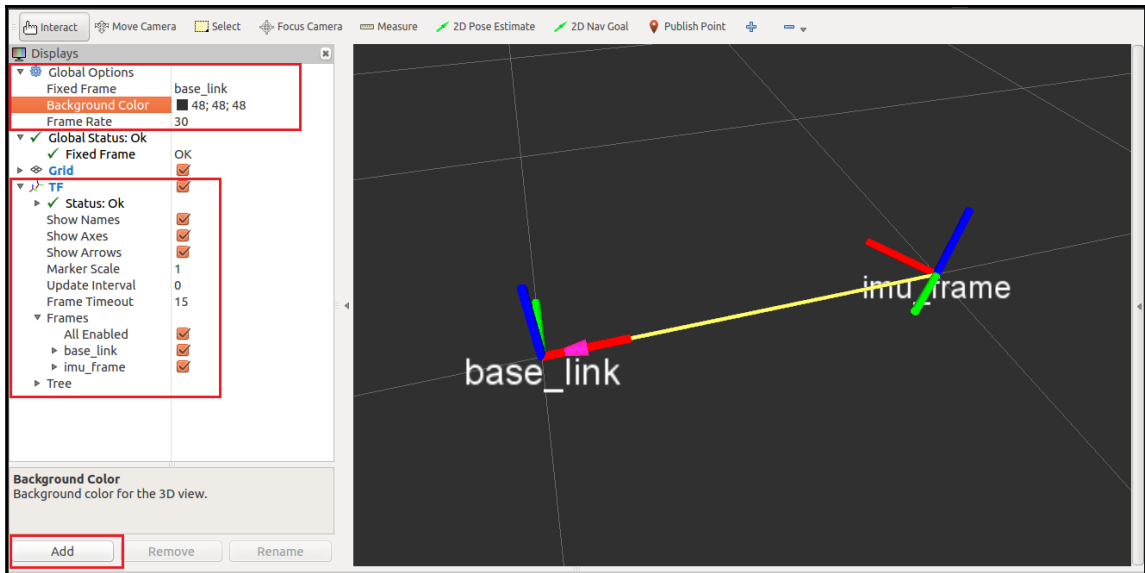 Interact Move Camera Select Focus Camera Measure 2D Pose Estimate 2D Nav Goal Publish Point
Displays
Global Options
Fixed Frame base_link
Background Color 48; 48; 48
Frame Rate 30
Global Status: Ok
Fixed Frame OK
Grid
TF
Status: Ok
Show Names
Show Axes
Show Arrows
Marker Scale 1
Update Interval 0
Frame Timeout 15
Frames
All Enabled
base_link
imu_frame
Tree
imu_frame
base_link
Background Color
Background color for the 3D view.
Add Remove Rename